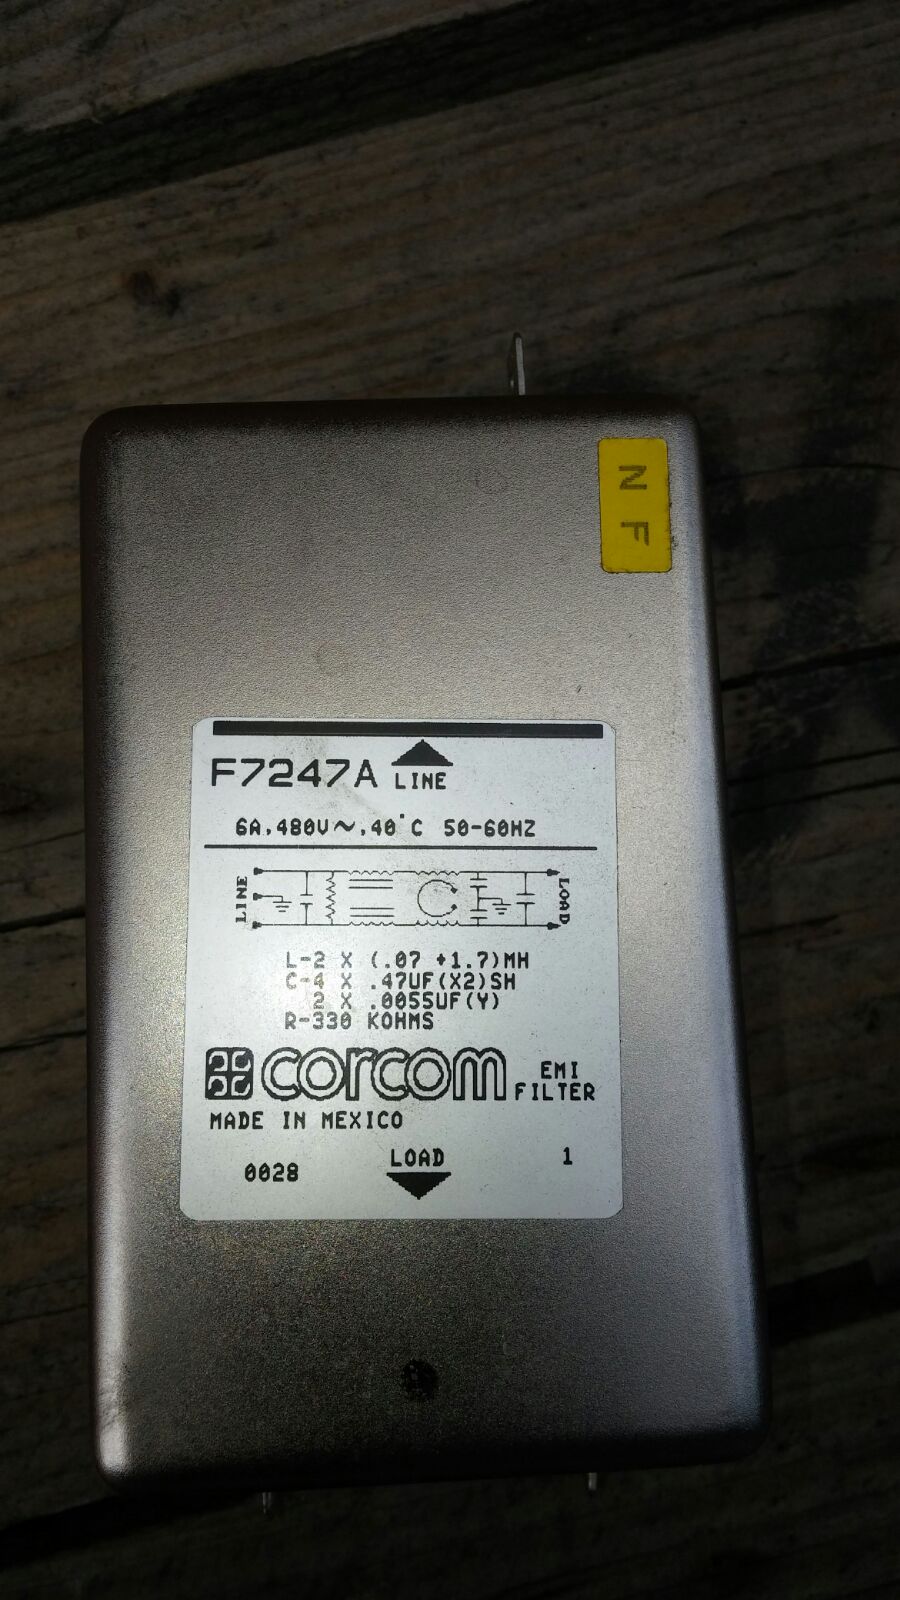 N F
F7247A LINE
6A.480V~.40°C 50-60HZ
LINE LOAD
L-2 X (.07 +1.7)MH
C-4 X .47UF(X2)SH
2 X .0055UF(Y)
R-330 KOHMS
corcom EMI FILTER
MADE IN MEXICO
0028 LOAD 1